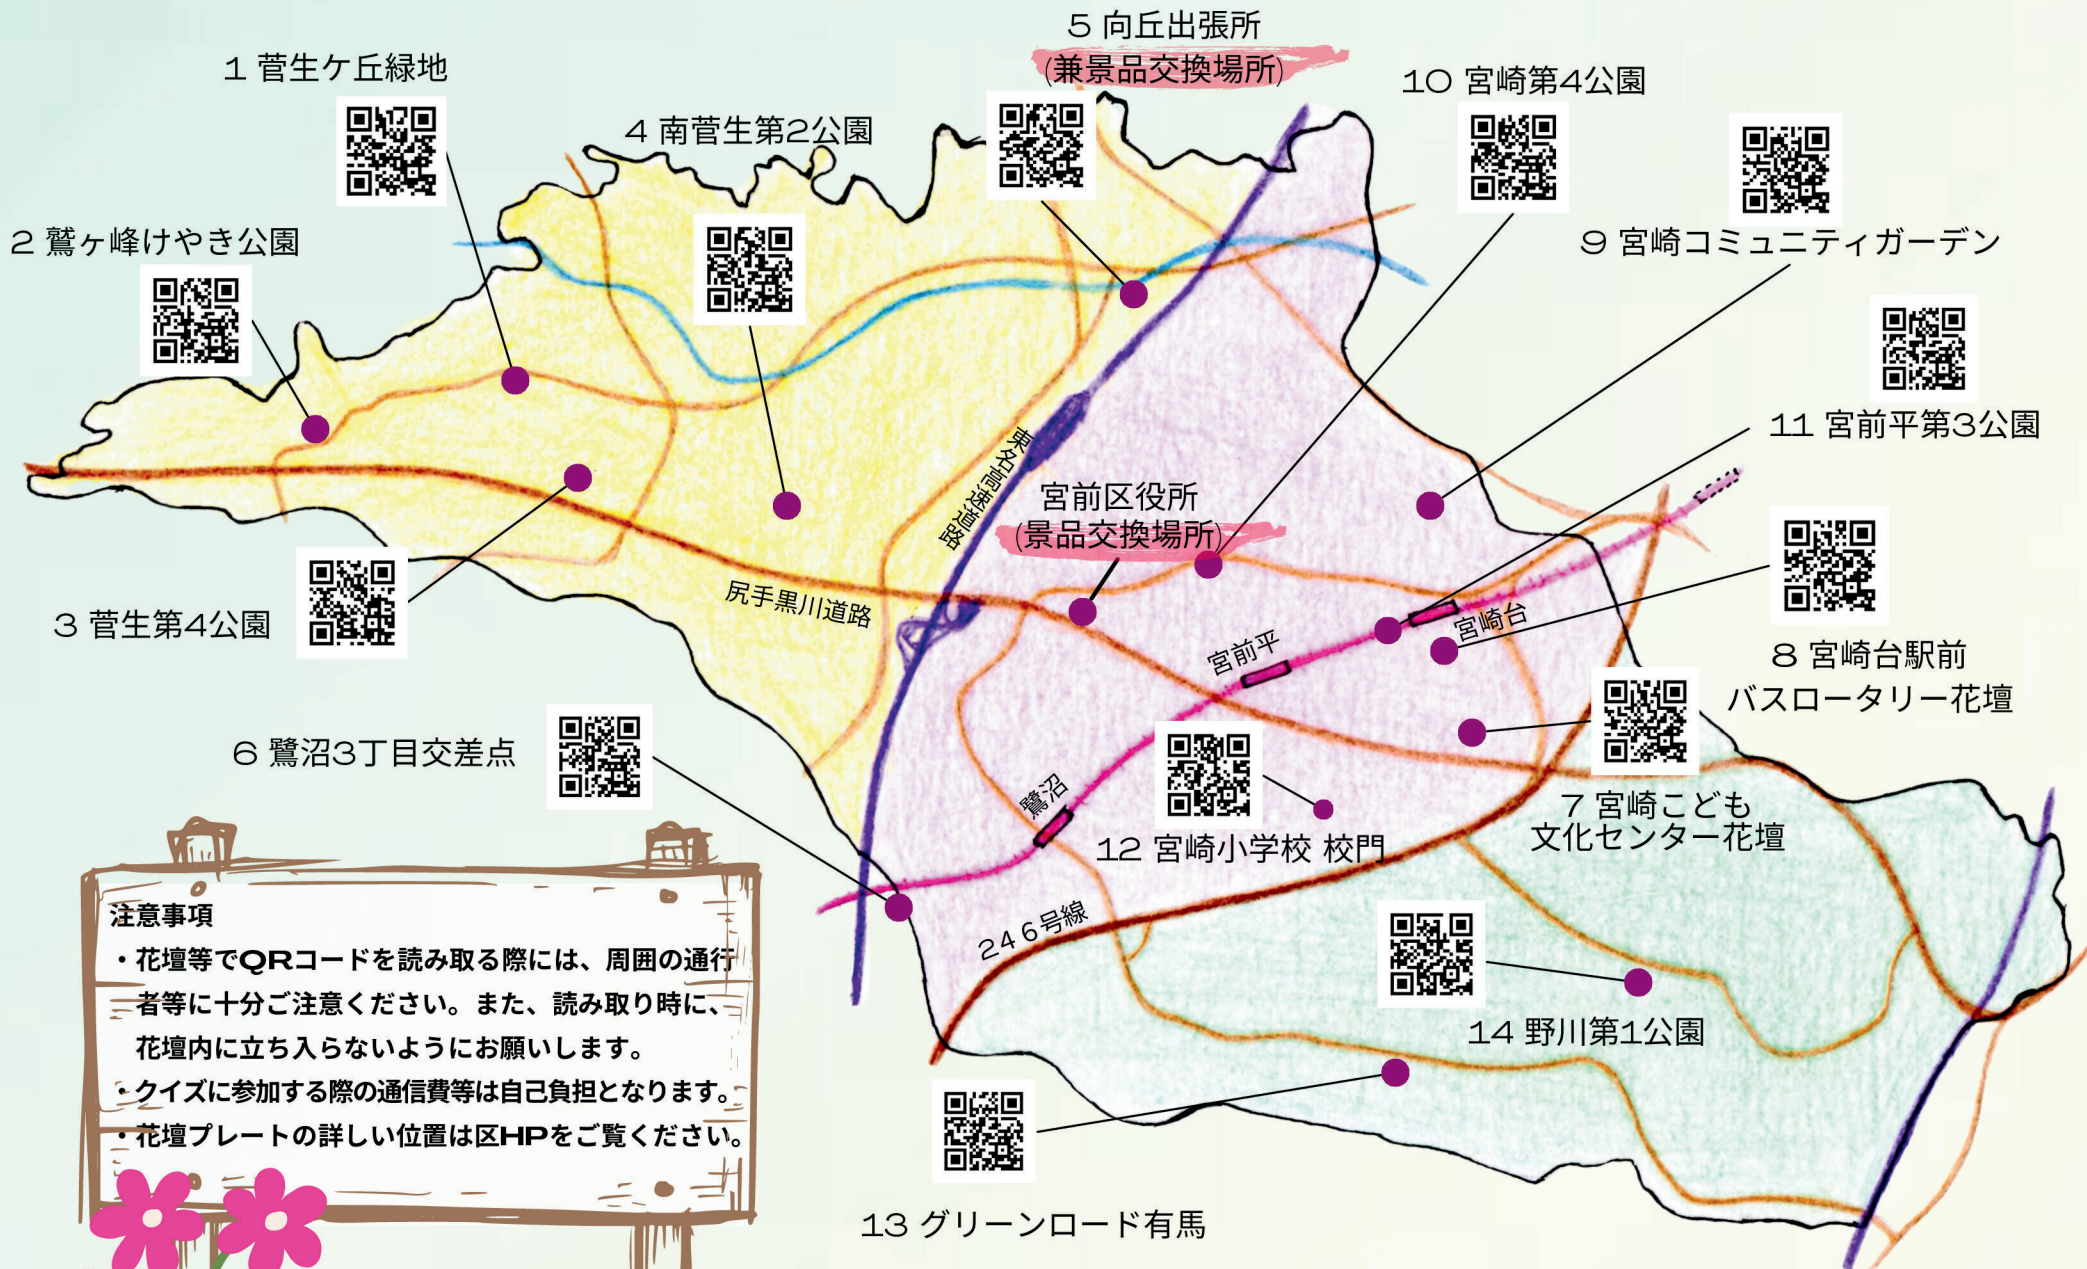 5 向丘出張所
(兼景品交換場所)
1 菅生ケ丘緑地
10 宮崎第4公園
4 南菅生第2公園
2 鷲ヶ峰けやき公園
9 宮崎コミュニティガーデン
11 宮前平第3公園
東名高速道路
宮前区役所
(景品交換場所)
尻手黒川道路
3 菅生第4公園
宮崎台
宮前平
8 宮崎台駅前
バスロータリー花壇
6 鷺沼3丁目交差点
鷺沼
7 宮崎こども
文化センター花壇
12 宮崎小学校 校門
246号線
14 野川第1公園
13 グリーンロード有馬
注意事項
・花壇等でQRコードを読み取る際には、周囲の通行
者等に十分ご注意ください。また、読み取り時に、
花壇内に立ち入らないようにお願いします。
・クイズに参加する際の通信費等は自己負担となります。
・花壇プレートの詳しい位置は区HPをご覧ください。